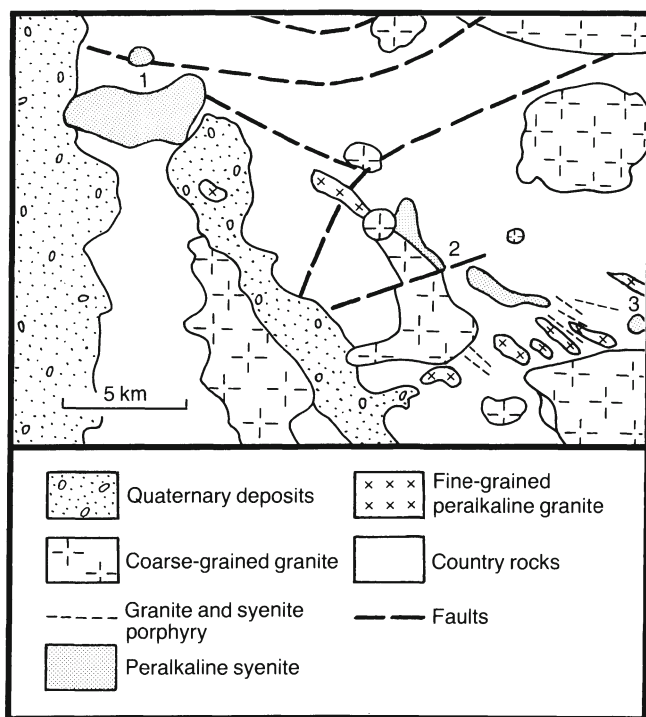 1
2
3
5 km
Quaternary deposits
Fine-grained
peralkaline granite
Coarse-grained granite
Country rocks
Granite and syenite
porphyry
Faults
Peralkaline syenite